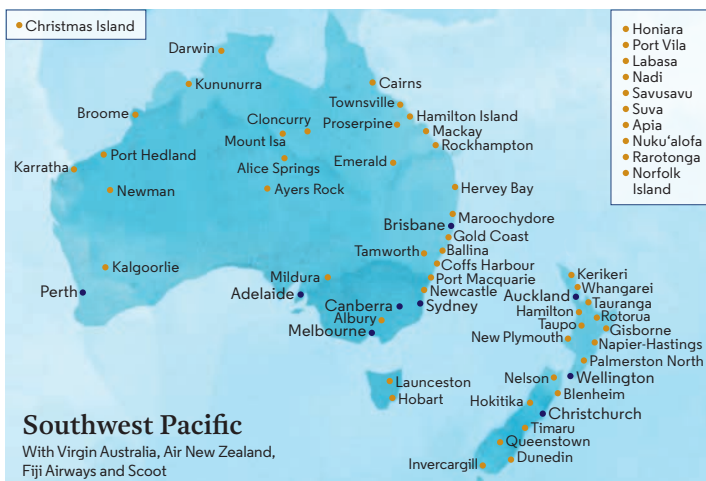 Christmas Island
Honiara
Port Vila
Labasa
Nadi
Savusavu
Suva
Apia
Nuku‘alofa
Rarotonga
Norfolk
Island
Darwin
Kununurra
Cairns
Townsville
Broome
Cloncurry
Hamilton Island
Proserpine
Mackay
Mount Isa
Rockhampton
Port Hedland
Emerald
Karratha
Alice Springs
Newman
Ayers Rock
Hervey Bay
Maroochydore
Brisbane
Gold Coast
Tamworth
Ballina
Coffs Harbour
Kalgoorlie
Mildura
Port Macquarie
Kerikeri
Whangarei
Perth
Adelaide
Newcastle
Auckland
Tauranga
Canberra
Sydney
Hamilton
Rotorua
Albury
Taupo
Gisborne
Melbourne
New Plymouth
Napier-Hastings
Palmerston North
Launceston
Nelson
Wellington
Hobart
Hokitika
Blenheim
Christchurch
Timaru
Queenstown
Invercargill
Dunedin
Southwest Pacific
With Virgin Australia, Air New Zealand,
Fiji Airways and Scoot